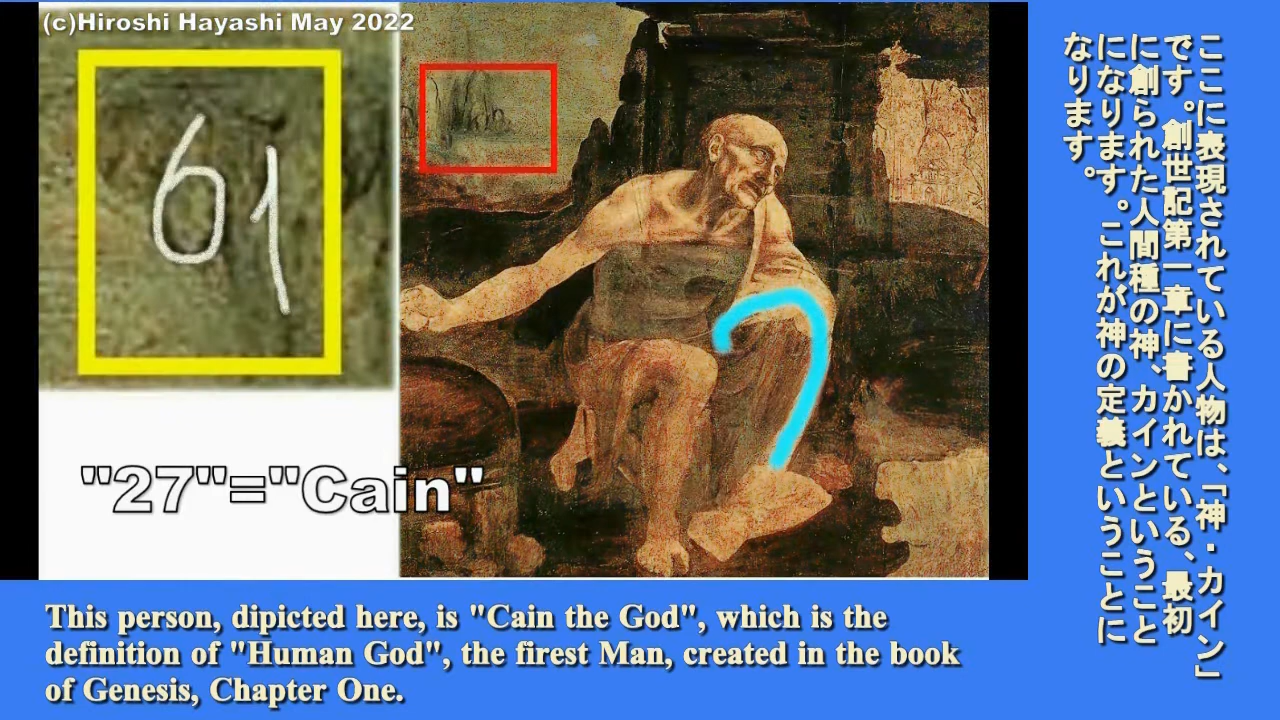 (c)Hiroshi Hayashi May 2022
61
"27"="Cain"
ここに表現されている人物は、「神・カイン」
です。創世記第一章に書かれている、最初
に創られた人間種の神、カインということ
になります。これが神の定義ということに
なります。
This person, dipicted here, is "Cain the God", which is the
definition of "Human God", the firest Man, created in the book
of Genesis, Chapter One.